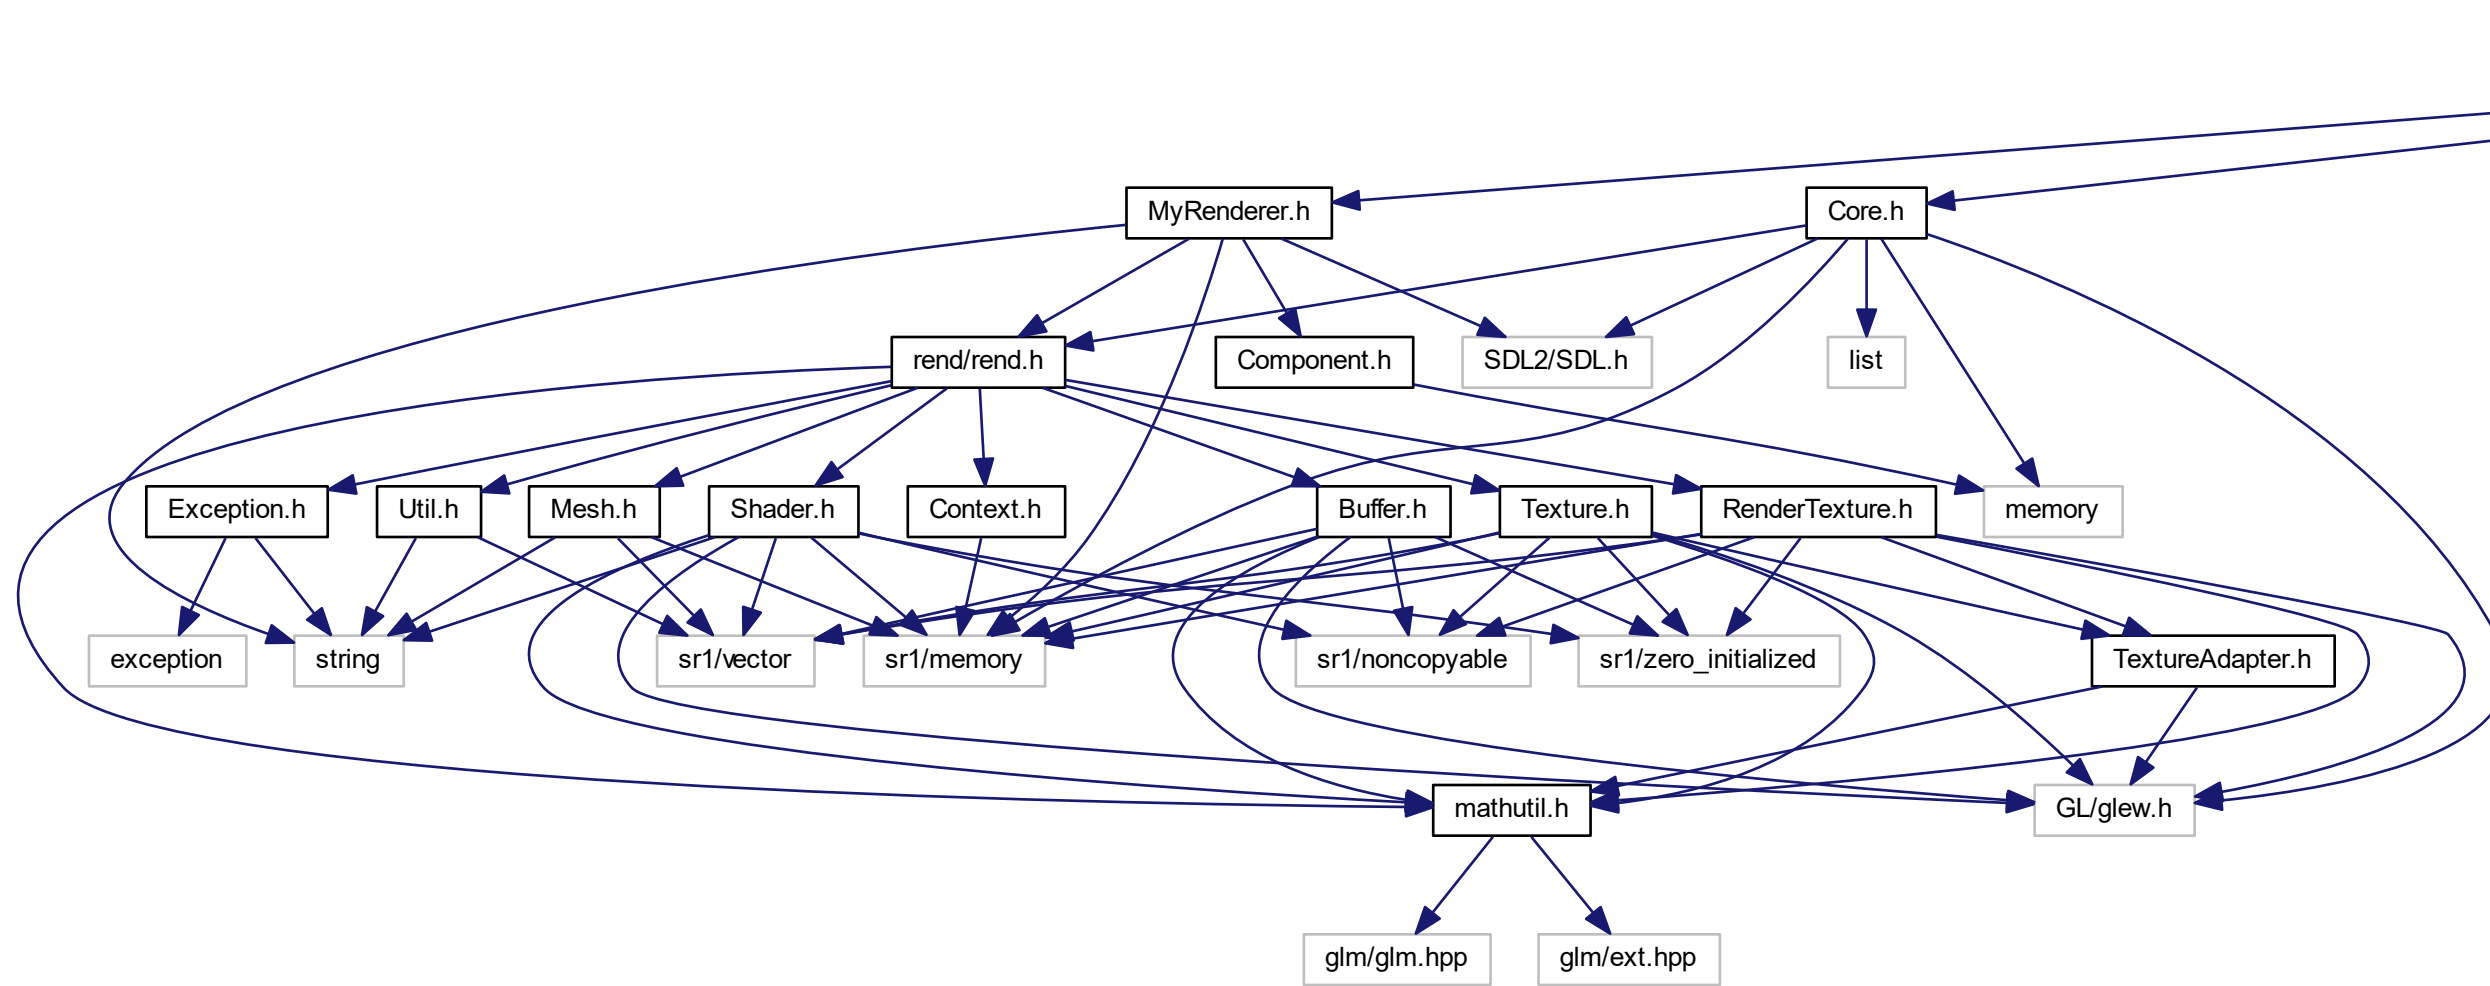 MyRenderer.h
Core.h
rend/rend.h
Component.h
SDL2/SDL.h
list
Exception.h
Util.h
Mesh.h
Shader.h
Context.h
Buffer.h
Texture.h
RenderTexture.h
memory
exception
string
sr1/vector
sr1/memory
sr1/noncopyable
sr1/zero_initialized
TextureAdapter.h
mathutil.h
GL/glew.h
glm/glm.hpp
glm/ext.hpp